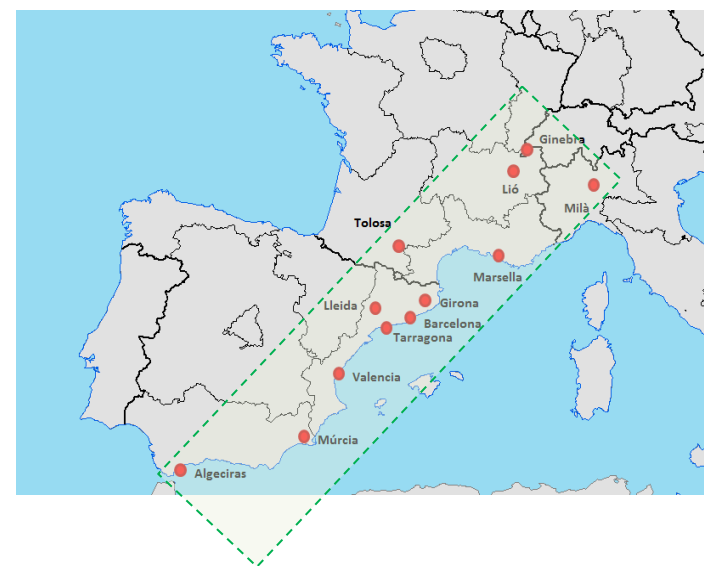 Ginebra
Lió
Milà
Tolosa
Marsella
Lleida
Girona
Barcelona
Tarragona
Valencia
Múrcia
Algeciras